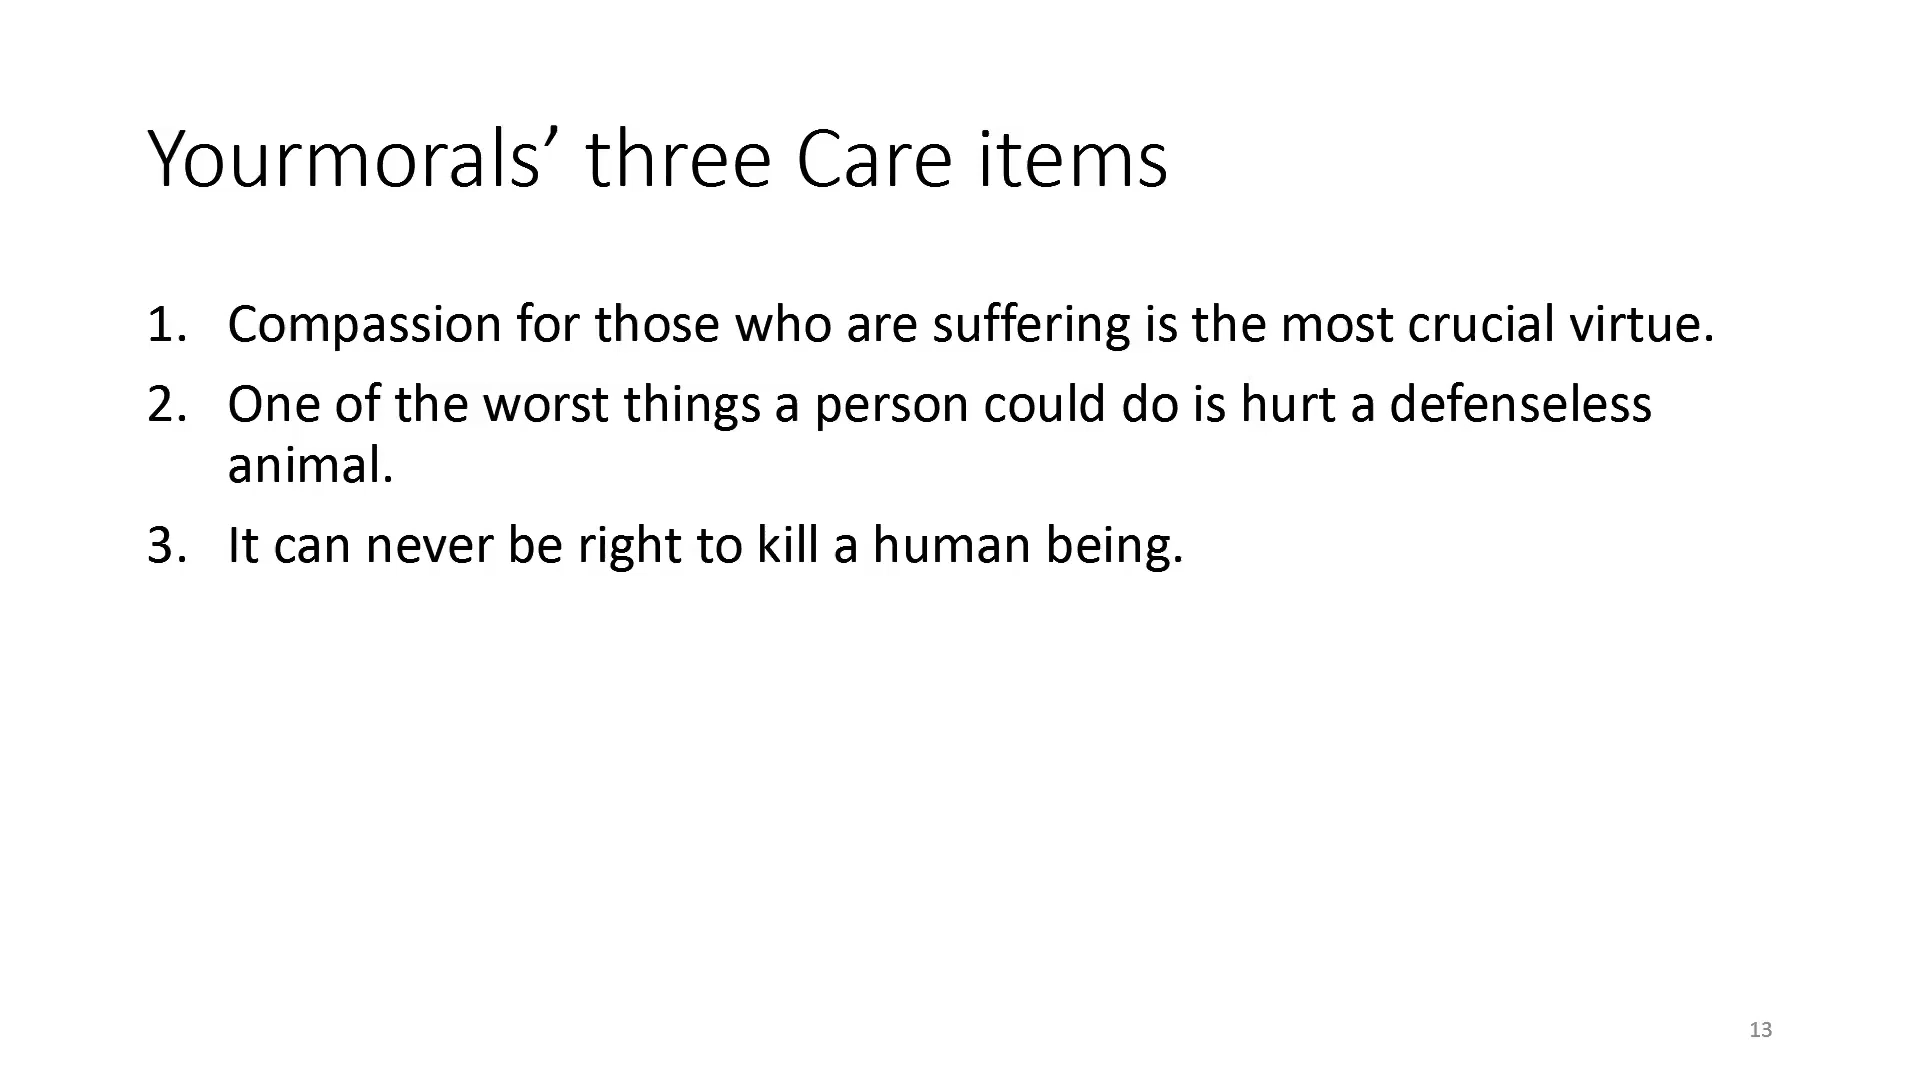 Yourmorals’ three Care items
1. Compassion for those who are suffering is the most crucial virtue.
2. One of the worst things a person could do is hurt a defenseless
animal.
3. It can never be right to kill a human being.
13